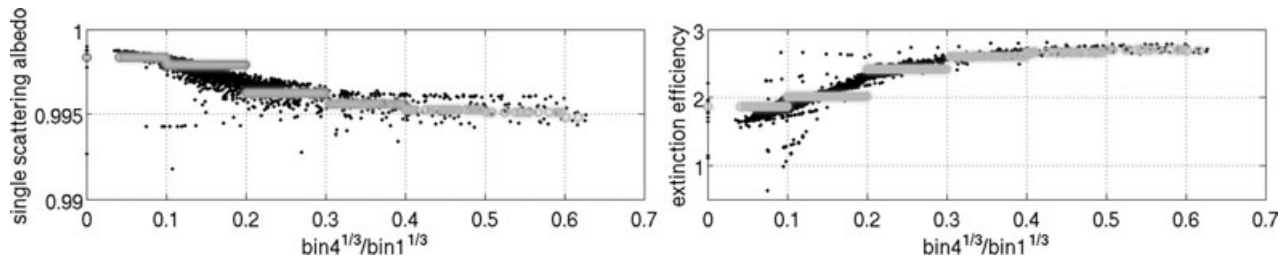 single scattering albedo
1
0.995
0.99
0 0.1 0.2 0.3 0.4 0.5 0.6 0.7
bin4^1/3/bin1^1/3
extinction efficiency
3
2
1
0 0.1 0.2 0.3 0.4 0.5 0.6 0.7
bin4^1/3/bin1^1/3